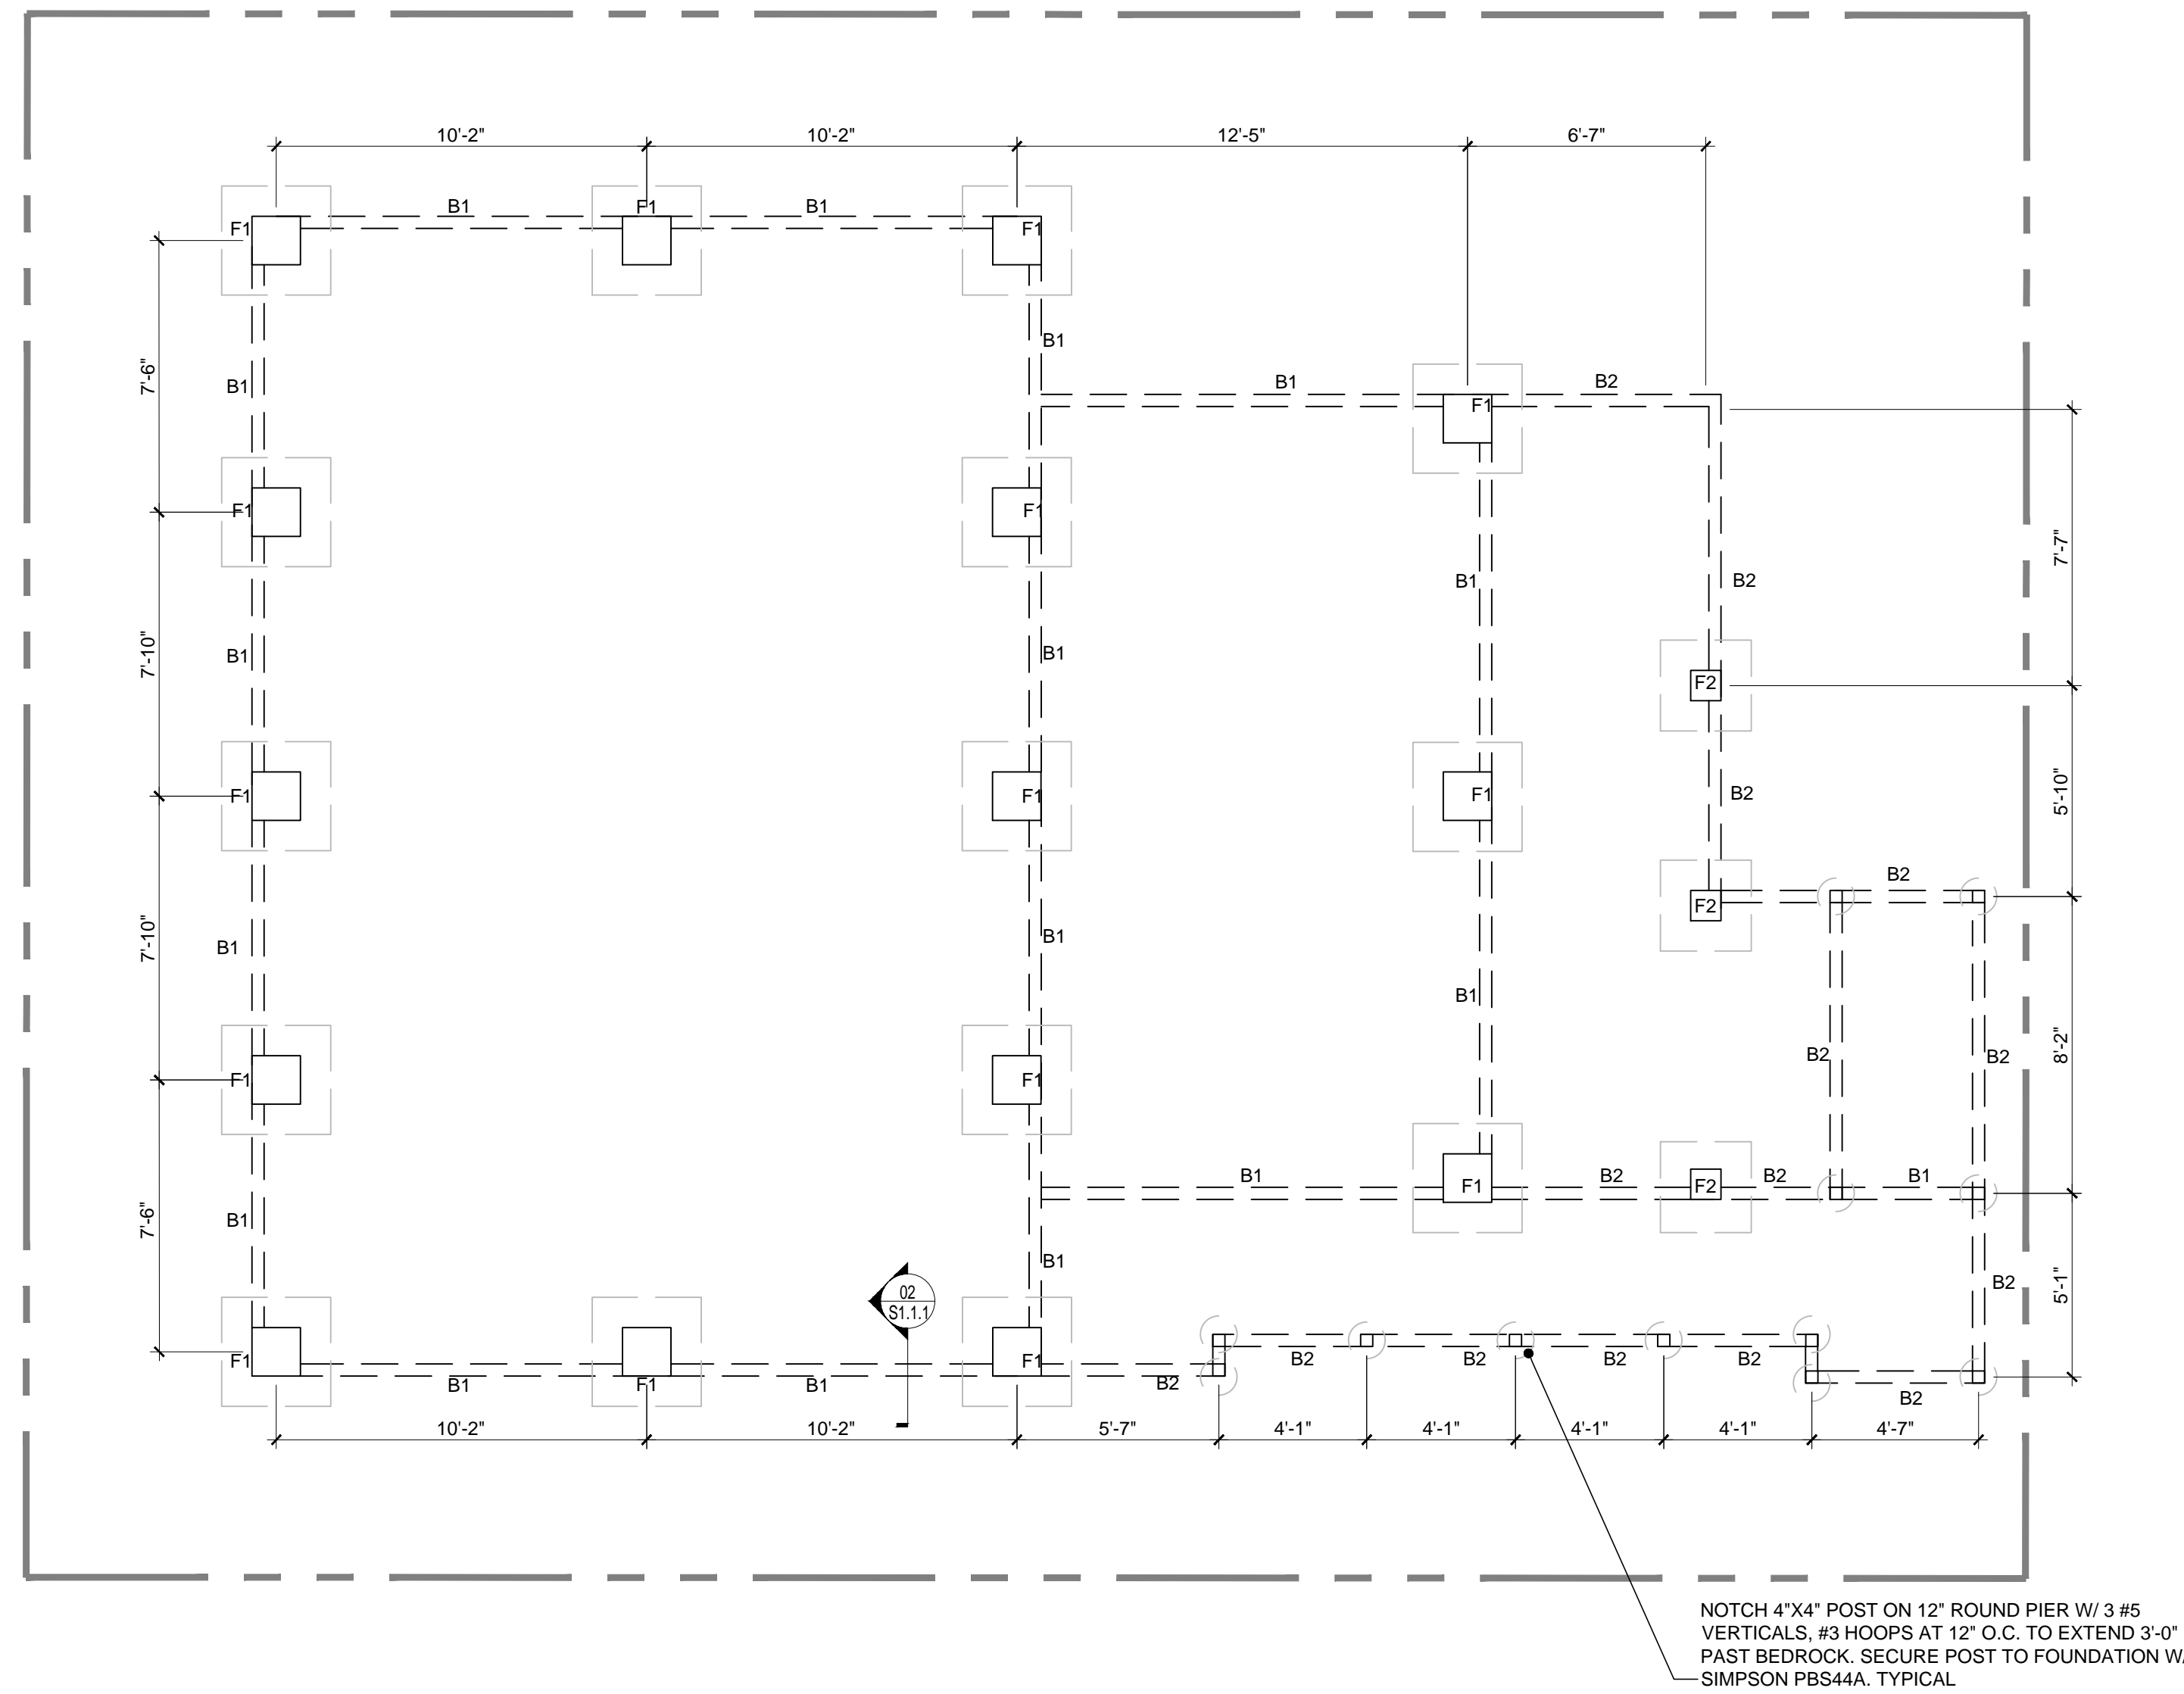 10'-2"
10'-2"
12'-5"
6'-7"
B1
B1
F1
F1
F1
B1
7'-6"
B1
B1
B2
F1
F1
F1
7'-7"
B1
B2
7'-10"
B1
B1
F2
F1
F1
F1
B2
5'-10"
B2
F2
7'-10"
B1
B1
B1
8'-2"
B2
B2
F1
F1
B1
B2
B2
B1
F1
F2
7'-6"
B1
B1
B2
5'-1"
02
S1.1.1
F1
F1
F1
B1
B1
B2
B2
B2
B2
B2
B2
10'-2"
10'-2"
5'-7"
4'-1"
4'-1"
4'-1"
4'-1"
4'-7"
NOTCH 4"X4" POST ON 12" ROUND PIER W/ 3 #5
VERTICALS, #3 HOOPS AT 12" O.C. TO EXTEND 3'-0"
PAST BEDROCK. SECURE POST TO FOUNDATION W/
SIMPSON PBS44A. TYPICAL